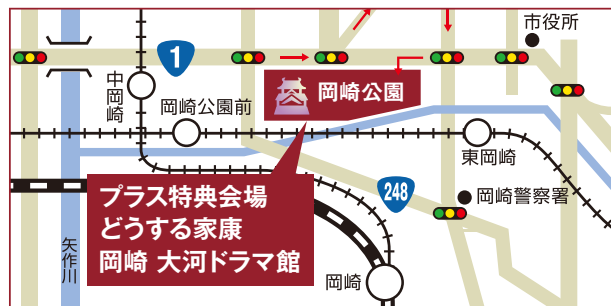 市役所
1
中岡崎
岡崎公園
岡崎公園前
東岡崎
プラス特典会場
どうする家康
岡崎 大河ドラマ館
248
岡崎警察署
矢作川
岡崎